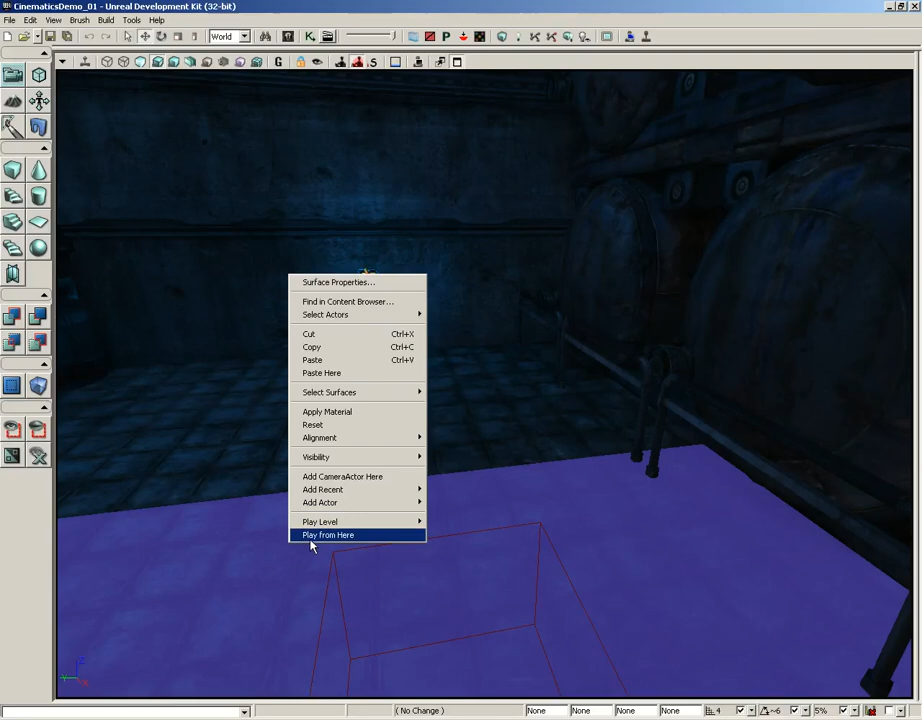 CinematicsDemo_01 - Unreal Development Kit (32-bit)
File Edit View Brush Build Tools Help
World
K P
G S
Surface Properties...
Find in Content Browser...
Select Actors
Cut Ctrl+X
Copy Ctrl+C
Paste Ctrl+V
Paste Here
Select Surfaces
Apply Material
Reset
Alignment
Visibility
Add CameraActor Here
Add Recent
Add Actor
Play Level
Play from Here
Z
Y X
( No Change ) None None None None 4 ~6 5%